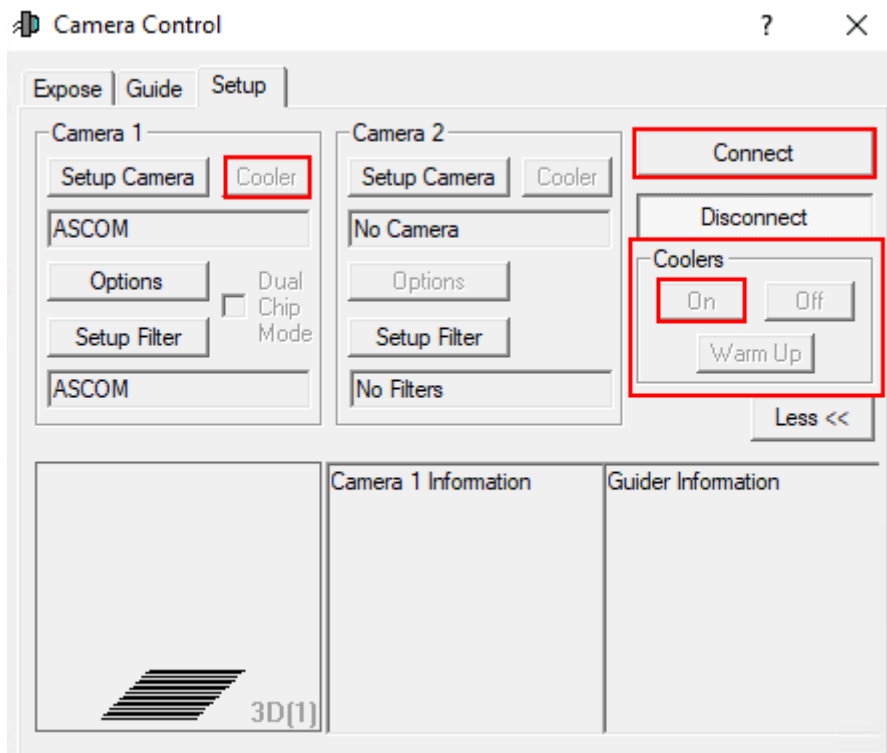 Camera Control
Expose Guide Setup
Camera 1
Setup Camera Cooler
ASCOM
Options
Dual
Chip
Mode
Setup Filter
ASCOM
Camera 2
Setup Camera Cooler
No Camera
Options
Setup Filter
No Filters
Connect
Disconnect
Coolers
On Off
Warm Up
Less <<
3D(1)
Camera 1 Information
Guider Information